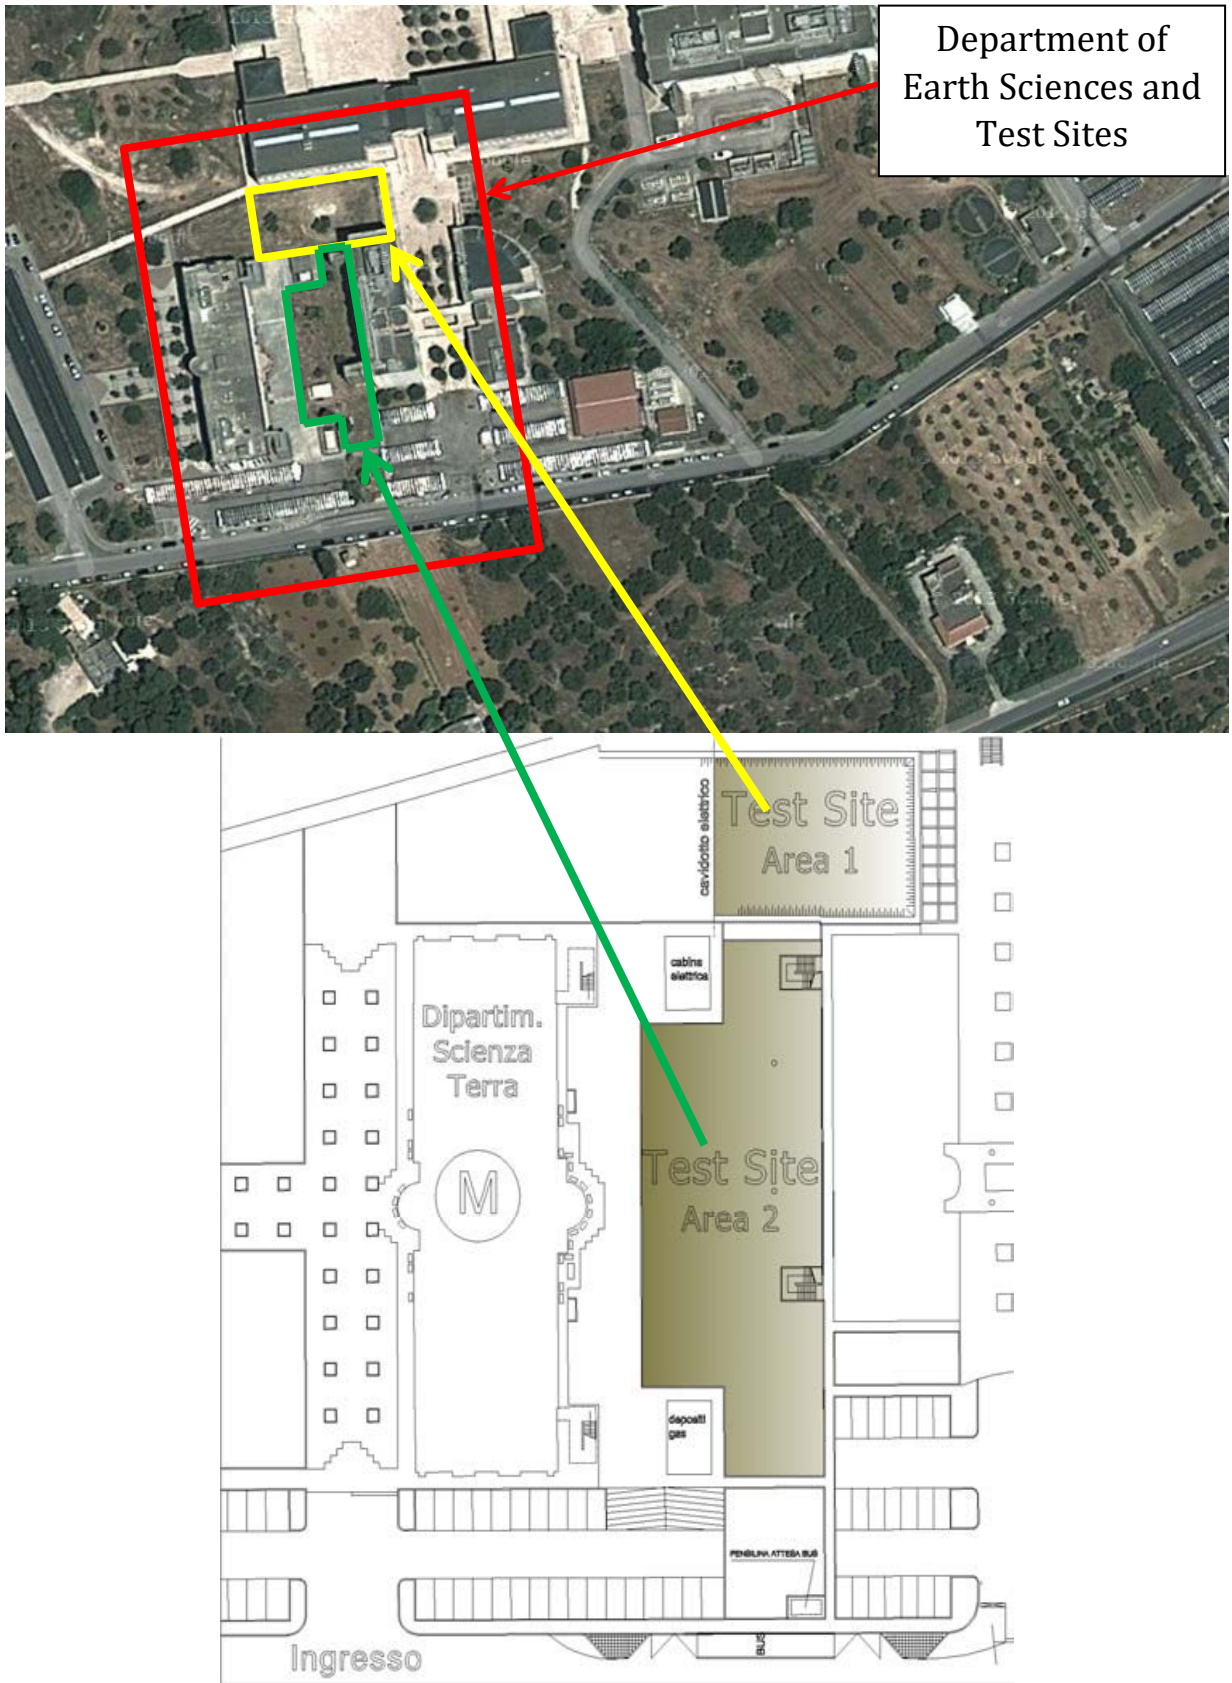 Department of
Earth Sciences and
Test Sites
cavidotto elettrico
Test Site
Area 1
cabina
elettrica
Dipartim.
Scienza
Terra
M
Test Site
Area 2
depositi
gas
PENSILINA ATTESA BUS
BUS
Ingresso